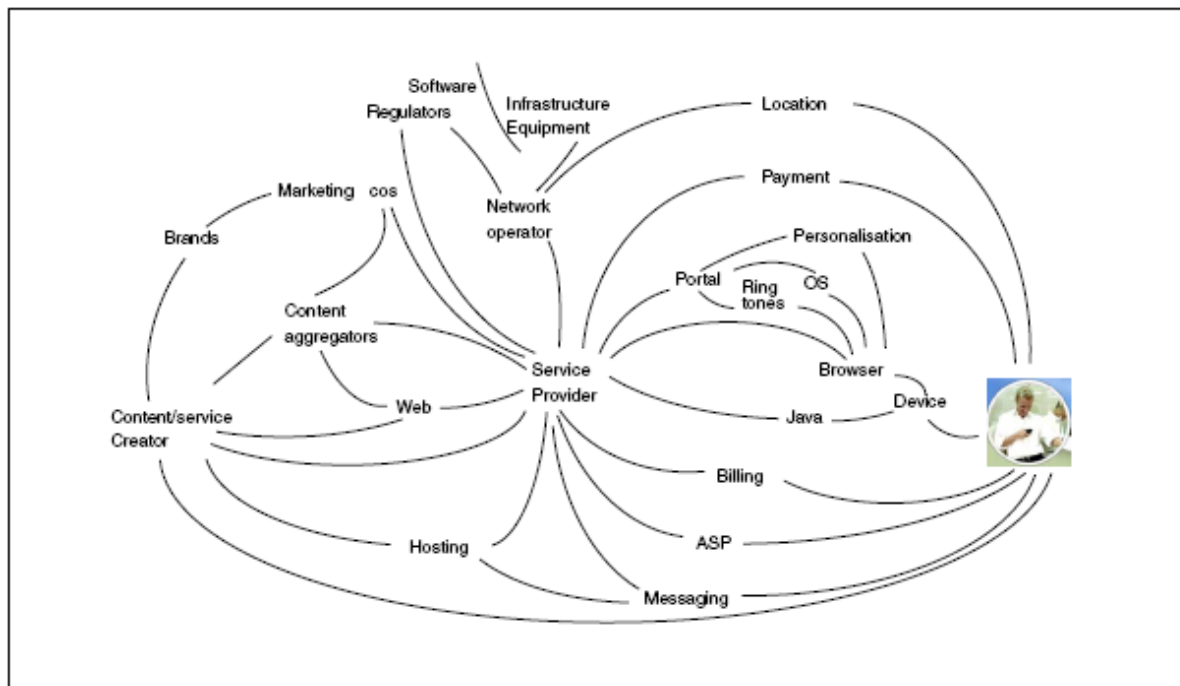 Software
Regulators
Infrastructure
Equipment
Location
Marketing cos
Payment
Network
operator
Brands
Personalisation
Portal
OS
Ring
tones
Content
aggregators
Service
Provider
Browser
Device
Web
Content/service
Creator
Java
Billing
Hosting
ASP
Messaging